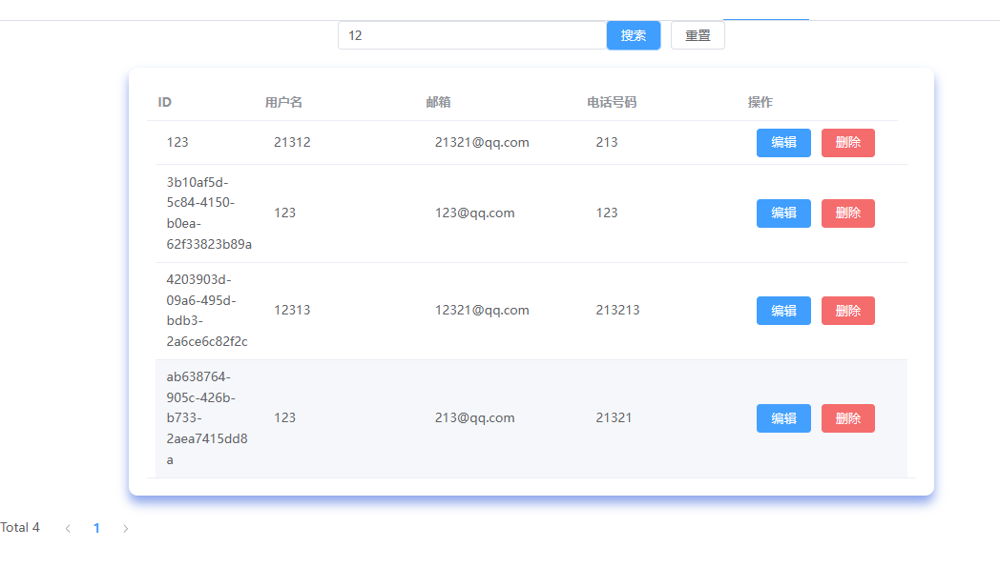 12 搜索 重置
ID 用户名 邮箱 电话号码 操作
123 21312 21321@qq.com 213 编辑 删除
3b10af5d-
5c84-4150-
b0ea-
62f33823b89a
123 123@qq.com 123 编辑 删除
4203903d-
09a6-495d-
bdb3-
2a6ce6c82f2c
12313 12321@qq.com 213213 编辑 删除
ab638764-
905c-426b-
b733-
2aea7415dd8
a
123 213@qq.com 21321 编辑 删除
Total 4 < 1 >